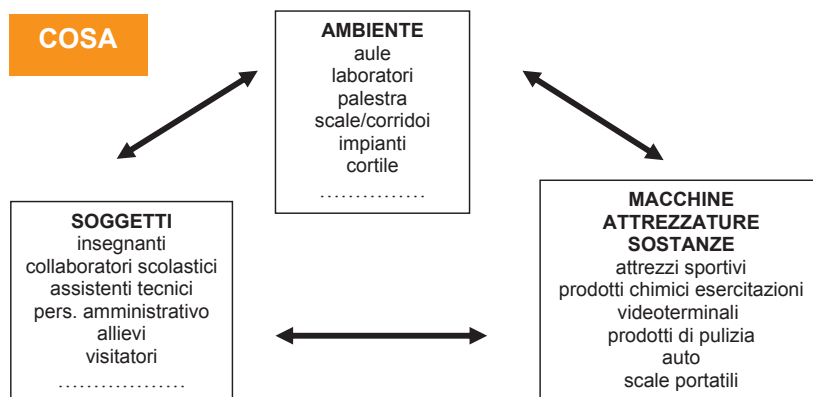 COSA
AMBIENTE
aule
laboratori
palestra
scale/corridoi
impianti
cortile
……………
SOGGETTI
insegnanti
collaboratori scolastici
assistenti tecnici
pers. amministrativo
allievi
visitatori
………………
MACCHINE
ATTREZZATURE
SOSTANZE
attrezzi sportivi
prodotti chimici esercitazioni
videoterminali
prodotti di pulizia
auto
scale portatili